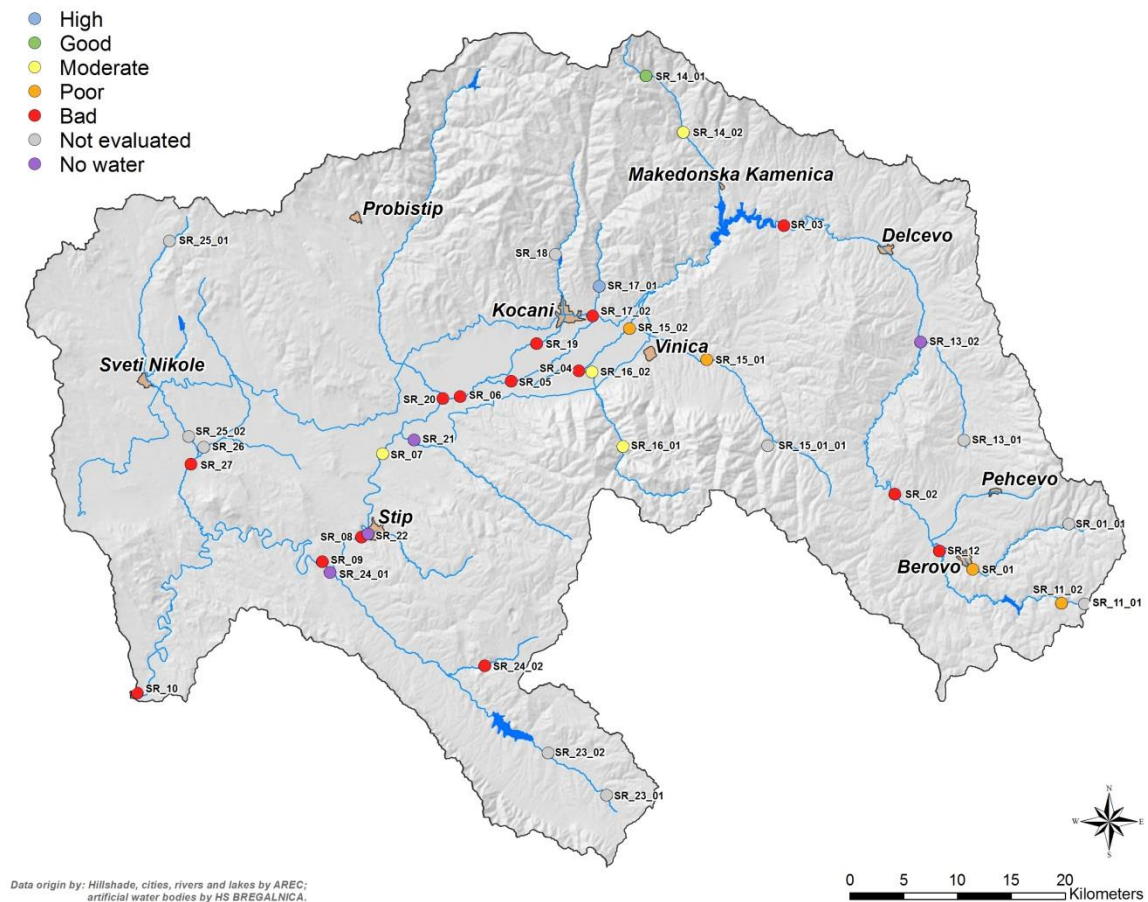 High
Good
Moderate
Poor
Bad
Not evaluated
No water
SR_14_01
SR_14_02
Makedonska Kamenica
Probistip
SR_03
Delcevo
SR_25_01
SR_18
SR_17_01
Kocani
SR_17_02
SR_15_02
SR_19
Vinica
SR_13_02
SR_15_01
Sveti Nikole
SR_04
SR_16_02
SR_05
SR_20
SR_06
SR_25_02
SR_21
SR_13_01
SR_26
SR_16_01
SR_15_01_01
SR_07
SR_27
Pehcevo
SR_02
Stip
SR_01_01
SR_08
SR_22
SR_12
SR_09
Berovo
SR_01
SR_24_01
SR_11_02
SR_11_01
SR_24_02
SR_10
SR_23_02
SR_23_01
N
W
E
S
Data origin by: Hillshade, cities, rivers and lakes by AREC;
artificial water bodies by HS BREGALNICA.
0 5 10 15 20
Kilometers